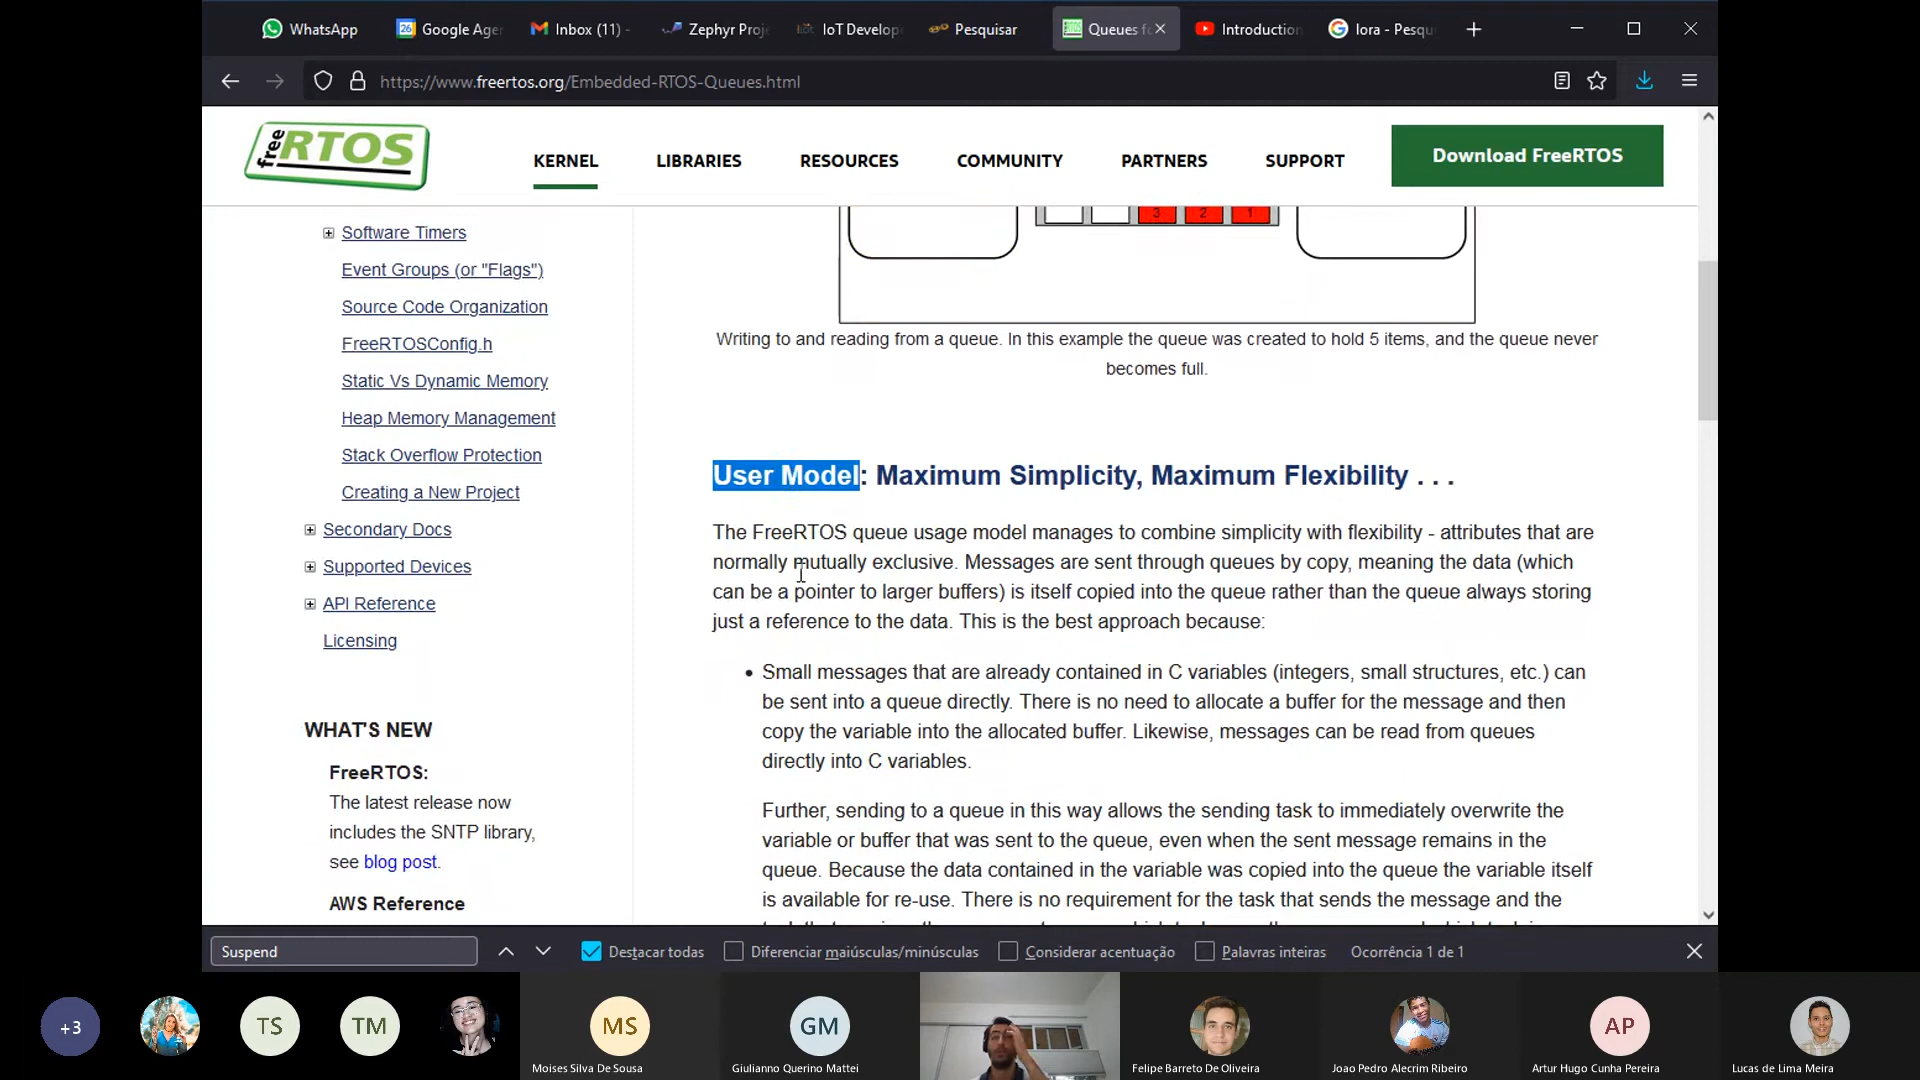 WhatsApp
26
Google Agen
Inbox (11) -
Zephyr Proj
IoT Develop
Pesquisar
Queues f
Introduction
lora - Pesqu
https://www.freertos.org/Embedded-RTOS-Queues.html
free RTOS
KERNEL
LIBRARIES
RESOURCES
COMMUNITY
PARTNERS
SUPPORT
Download FreeRTOS
Software Timers
Event Groups (or "Flags")
Source Code Organization
FreeRTOSConfig.h
Static Vs Dynamic Memory
Heap Memory Management
Stack Overflow Protection
Creating a New Project
Secondary Docs
Supported Devices
API Reference
Licensing
WHAT'S NEW
FreeRTOS:
The latest release now
includes the SNTP library,
see blog post.
AWS Reference
3 2 1
Writing to and reading from a queue. In this example the queue was created to hold 5 items, and the queue never
becomes full.
User Model: Maximum Simplicity, Maximum Flexibility . . .
The FreeRTOS queue usage model manages to combine simplicity with flexibility - attributes that are
normally mutually exclusive. Messages are sent through queues by copy, meaning the data (which
can be a pointer to larger buffers) is itself copied into the queue rather than the queue always storing
just a reference to the data. This is the best approach because:
• Small messages that are already contained in C variables (integers, small structures, etc.) can
be sent into a queue directly. There is no need to allocate a buffer for the message and then
copy the variable into the allocated buffer. Likewise, messages can be read from queues
directly into C variables.
Further, sending to a queue in this way allows the sending task to immediately overwrite the
variable or buffer that was sent to the queue, even when the sent message remains in the
queue. Because the data contained in the variable was copied into the queue the variable itself
is available for re-use. There is no requirement for the task that sends the message and the
Suspend
Destacar todas
Diferenciar maiúsculas/minúsculas
Considerar acentuação
Palavras inteiras
Ocorrência 1 de 1
+3
TS
TM
MS
Moises Silva De Sousa
GM
Giulianno Querino Mattei
Felipe Barreto De Oliveira
Joao Pedro Alecrim Ribeiro
AP
Artur Hugo Cunha Pereira
Lucas de Lima Meira